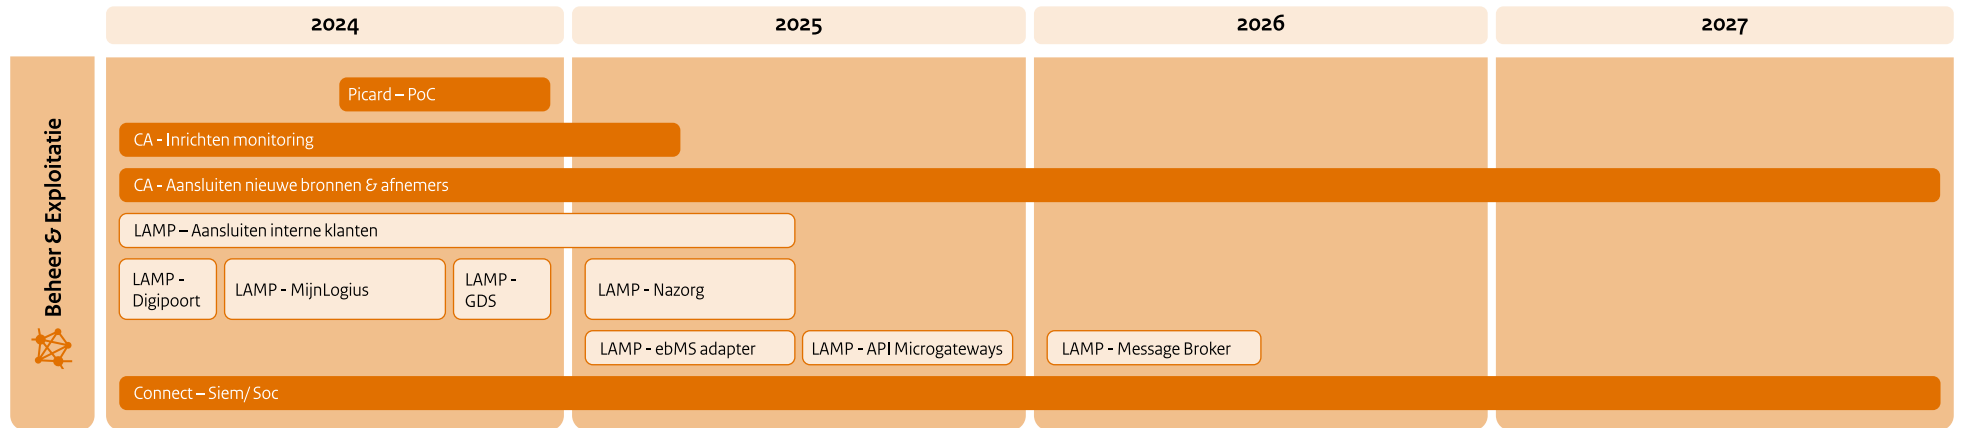 2024
2025
2026
2027
Beheer & Exploitatie
Picard – PoC
CA - Inrichten monitoring
CA - Aansluiten nieuwe bronnen & afnemers
LAMP – Aansluiten interne klanten
LAMP -
Digipoort
LAMP - MijnLogius
LAMP -
GDS
LAMP - Nazorg
LAMP - ebMS adapter
LAMP - API Microgateways
LAMP - Message Broker
Connect – Siem/ Soc